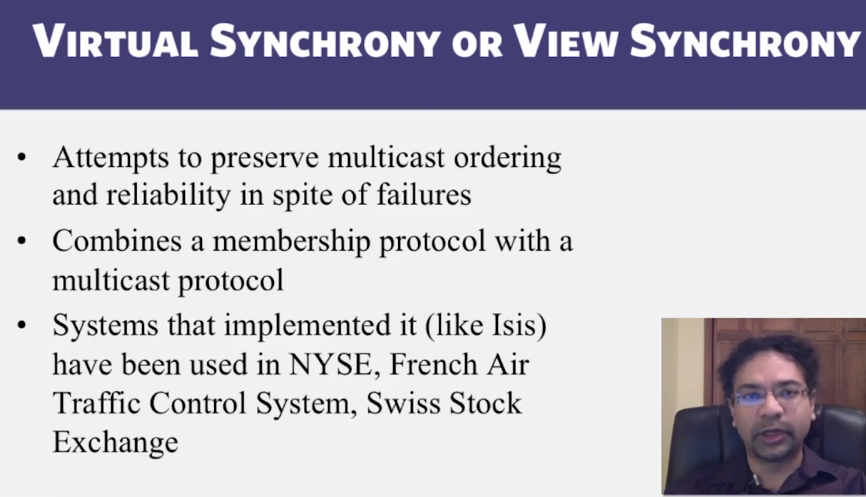 VIRTUAL SYNCHRONY OR VIEW SYNCHRONY
• Attempts to preserve multicast ordering
and reliability in spite of failures
• Combines a membership protocol with a
multicast protocol
• Systems that implemented it (like Isis)
have been used in NYSE, French Air
Traffic Control System, Swiss Stock
Exchange